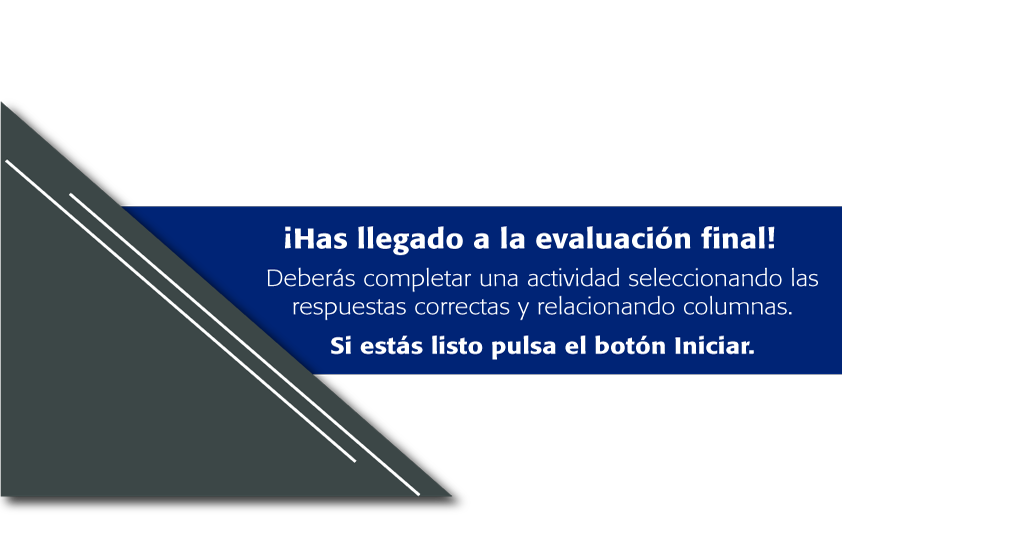 ¡Has llegado a la evaluación final!
Deberás completar una actividad seleccionando las
respuestas correctas y relacionando columnas.
Si estás listo pulsa el botón Iniciar.